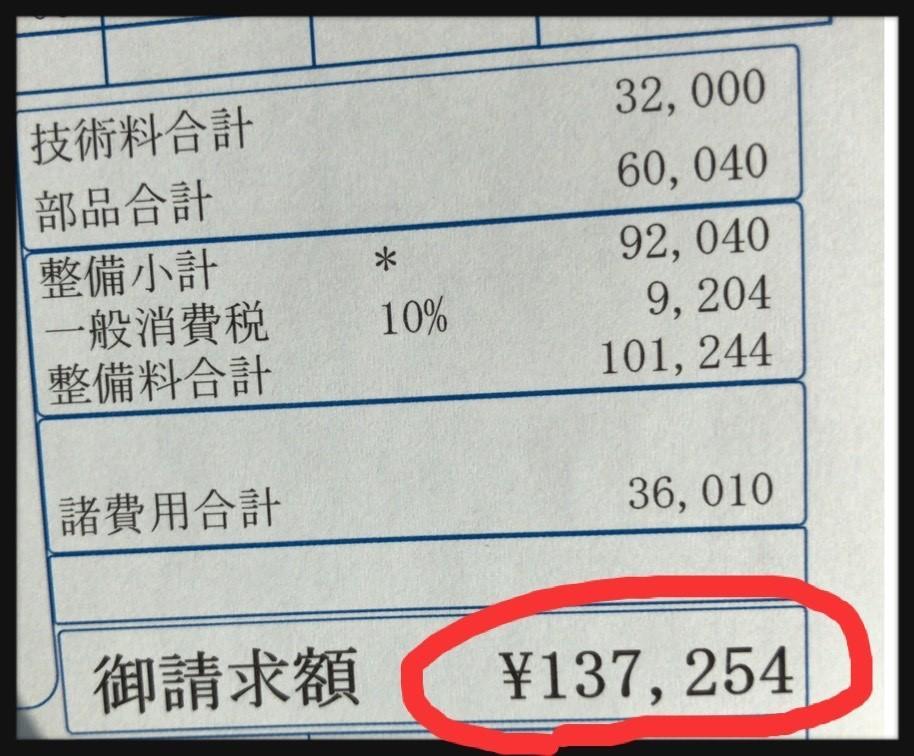 技術料合計 32,000
部品合計 60,040
整備小計 * 92,040
一般消費税 10% 9,204
整備料合計 101,244
諸費用合計 36,010
御請求額 ¥137,254